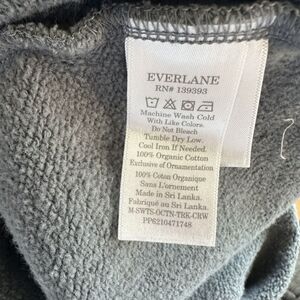 EVERLANE
RN# 139393
Machine Wash Cold
With Like Colors.
Do Not Bleach
Tumble Dry Low.
Cool Iron If Needed.
100% Organic Cotton
Exclusive of Ornamentation
100% Coton Organique
Sans L'ornement
Made in Sri Lanka.
Fabriqué au Sri Lanka.
M-SWTS-OCTN-TRK-CRW
PP6210471748